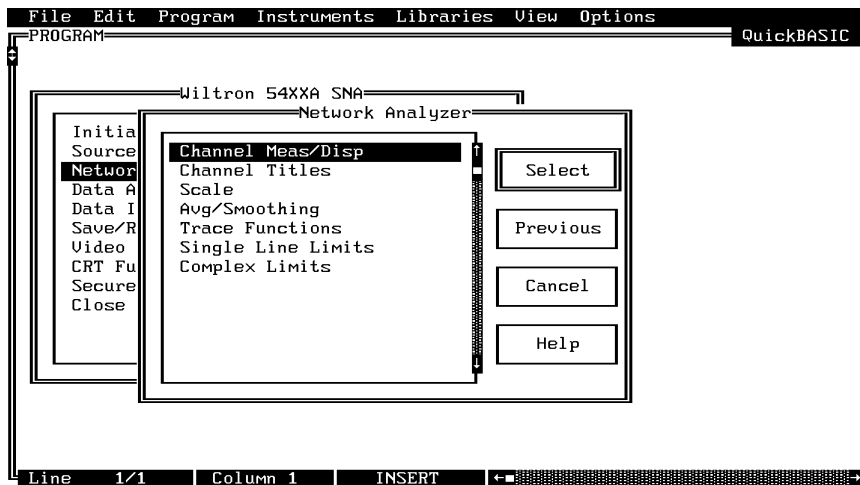 File Edit Program Instruments Libraries View Options
PROGRAM QuickBASIC
Wiltron 54XXA SNA
Network Analyzer
Initia
Source
Networ
Data A
Data I
Save/R
Video
CRT Fu
Secure
Close
Channel Meas/Disp
Channel Titles
Scale
Avg/Smoothing
Trace Functions
Single Line Limits
Complex Limits
Select
Previous
Cancel
Help
Line 1/1 Column 1 INSERT